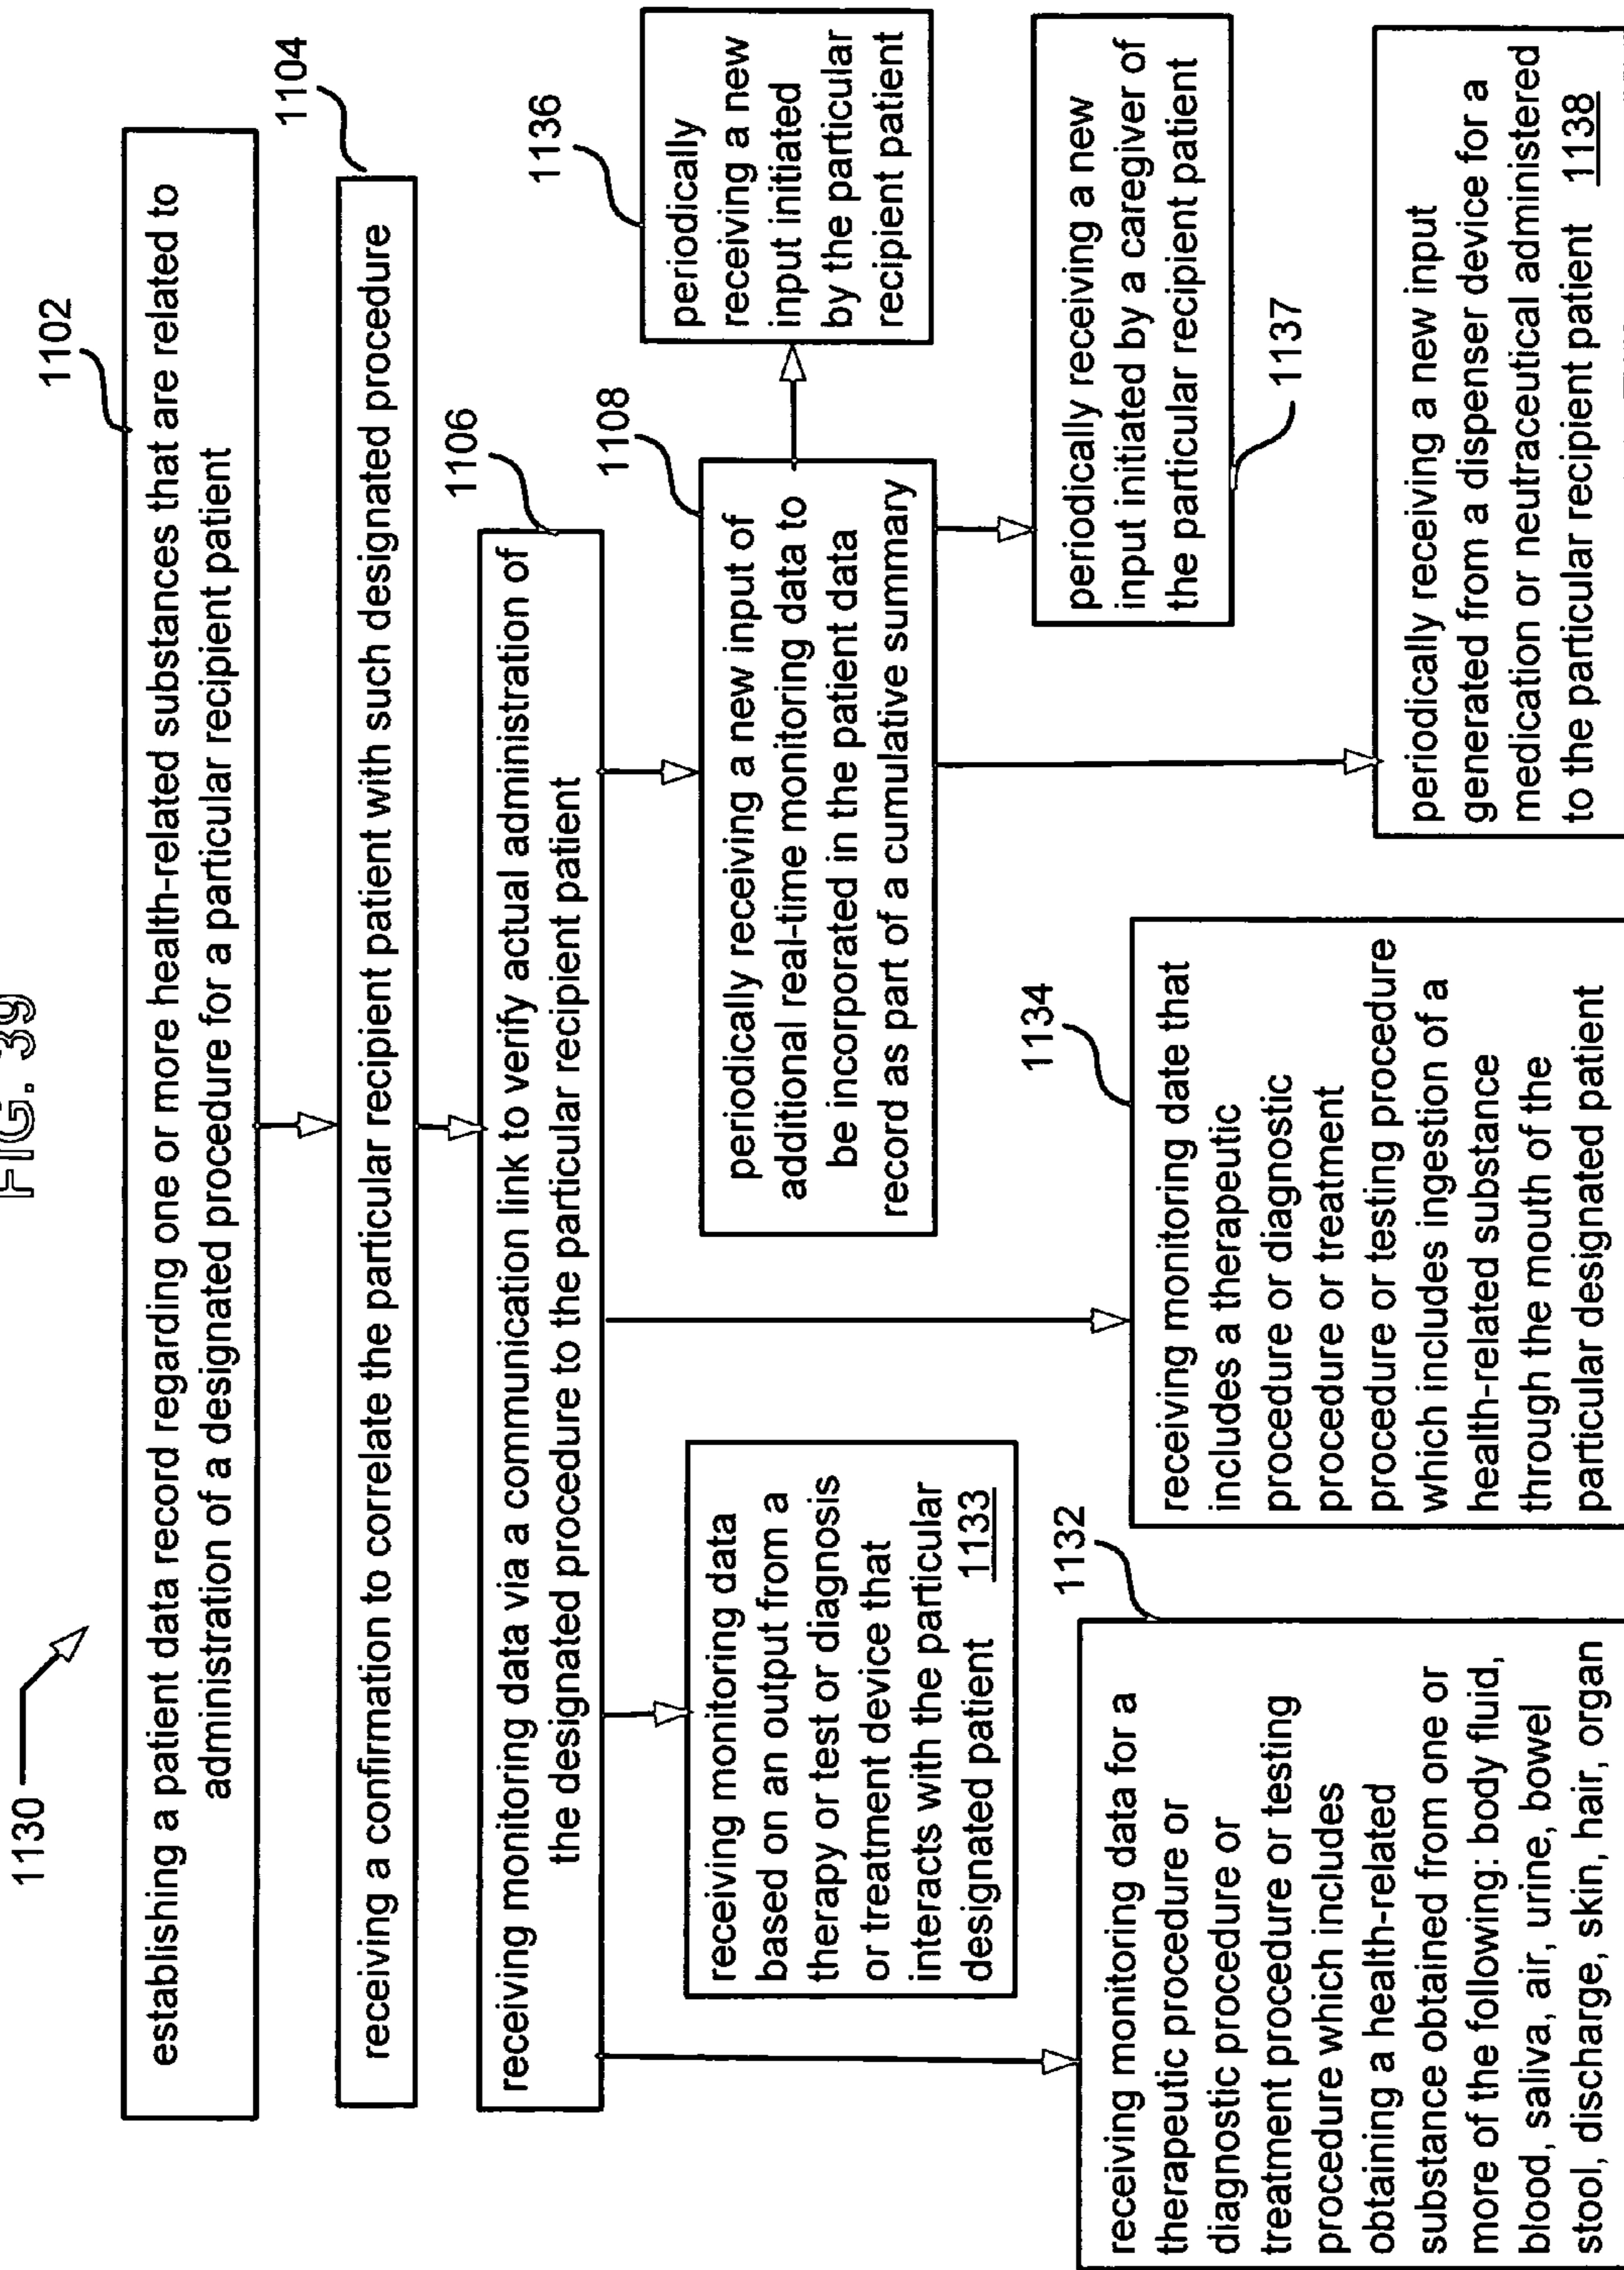 FIG. 39
1130
1102
establishing a patient data record regarding one or more health-related substances that are related to
administration of a designated procedure for a particular recipient patient
1104
receiving a confirmation to correlate the particular recipient patient with such designated procedure
1106
receiving monitoring data via a communication link to verify actual administration of
the designated procedure to the particular recipient patient
1108
periodically receiving a new input of
additional real-time monitoring data to
be incorporated in the patient data
record as part of a cumulative summary
1136
periodically
receiving a new
input initiated
by the particular
recipient patient
receiving monitoring data
based on an output from a
therapy or test or diagnosis
or treatment device that
interacts with the particular
designated patient 1133
periodically receiving a new
input initiated by a caregiver of
the particular recipient patient
1137
1132
receiving monitoring data for a
therapeutic procedure or
diagnostic procedure or
treatment procedure or testing
procedure which includes
obtaining a health-related
substance obtained from one or
more of the following: body fluid,
blood, saliva, air, urine, bowel
stool, discharge, skin, hair, organ
1134
receiving monitoring date that
includes a therapeutic
procedure or diagnostic
procedure or treatment
procedure or testing procedure
which includes ingestion of a
health-related substance
through the mouth of the
particular designated patient
periodically receiving a new input
generated from a dispenser device for a
medication or neutraceutical administered
to the particular recipient patient 1138